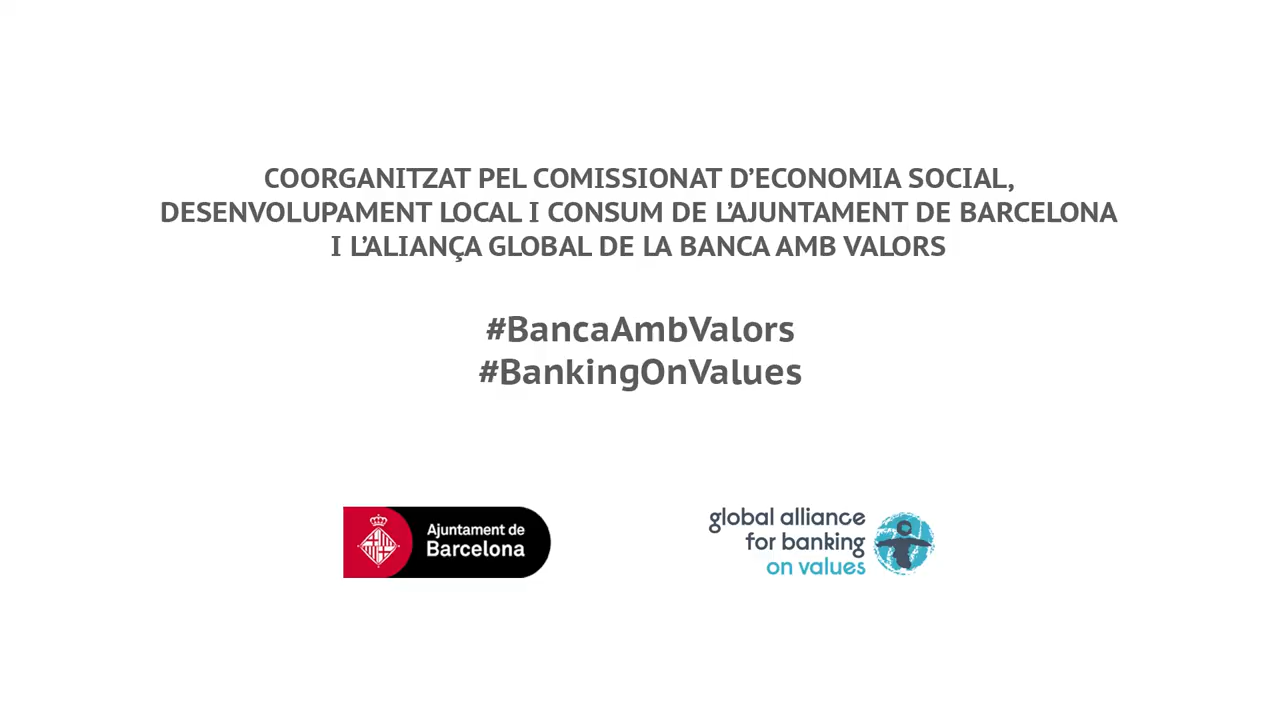 COORGANITZAT PEL COMISSIONAT D’ECONOMIA SOCIAL,
DESENVOLUPAMENT LOCAL I CONSUM DE L’AJUNTAMENT DE BARCELONA
I L’ALIANÇA GLOBAL DE LA BANCA AMB VALORS
#BancaAmbValors
#BankingOnValues
Ajuntament de
Barcelona
global alliance
for banking
on values